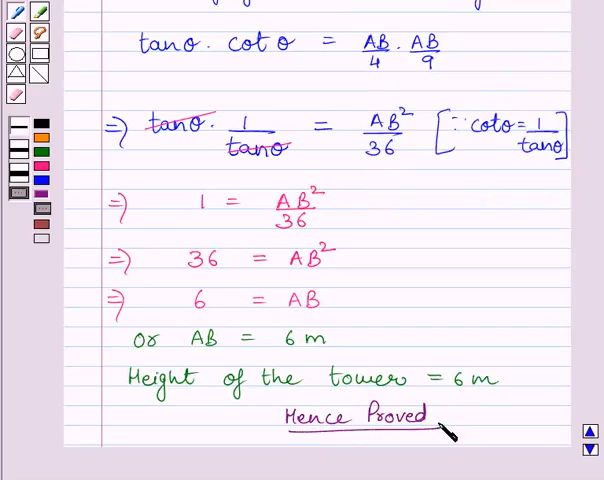 tanθ · cot θ = AB/4 · AB/9
⇒ tanθ · 1/tanθ = AB²/36 [∵ cotθ = 1/tanθ]
⇒ 1 = AB²/36
⇒ 36 = AB²
⇒ 6 = AB
Or AB = 6 m
Height of the tower = 6 m
Hence Proved